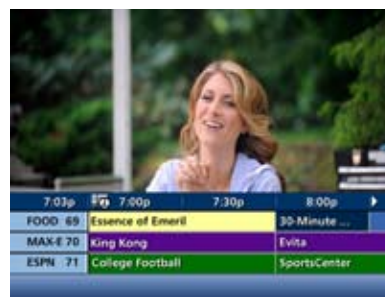 7:03p 7:00p 7:30p 8:00p
FOOD 69 Essence of Emeril 30-Minute ...
MAX-E 70 King Kong Evita
ESPN 71 College Football SportsCenter